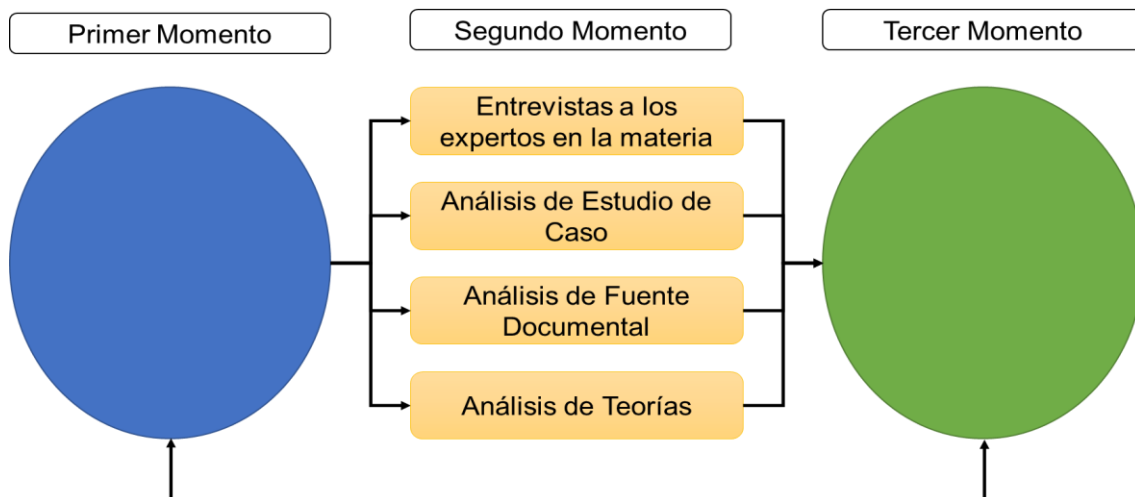 Primer Momento
Segundo Momento
Tercer Momento
Entrevistas a los
expertos en la materia
Análisis de Estudio de
Caso
Análisis de Fuente
Documental
Análisis de Teorías